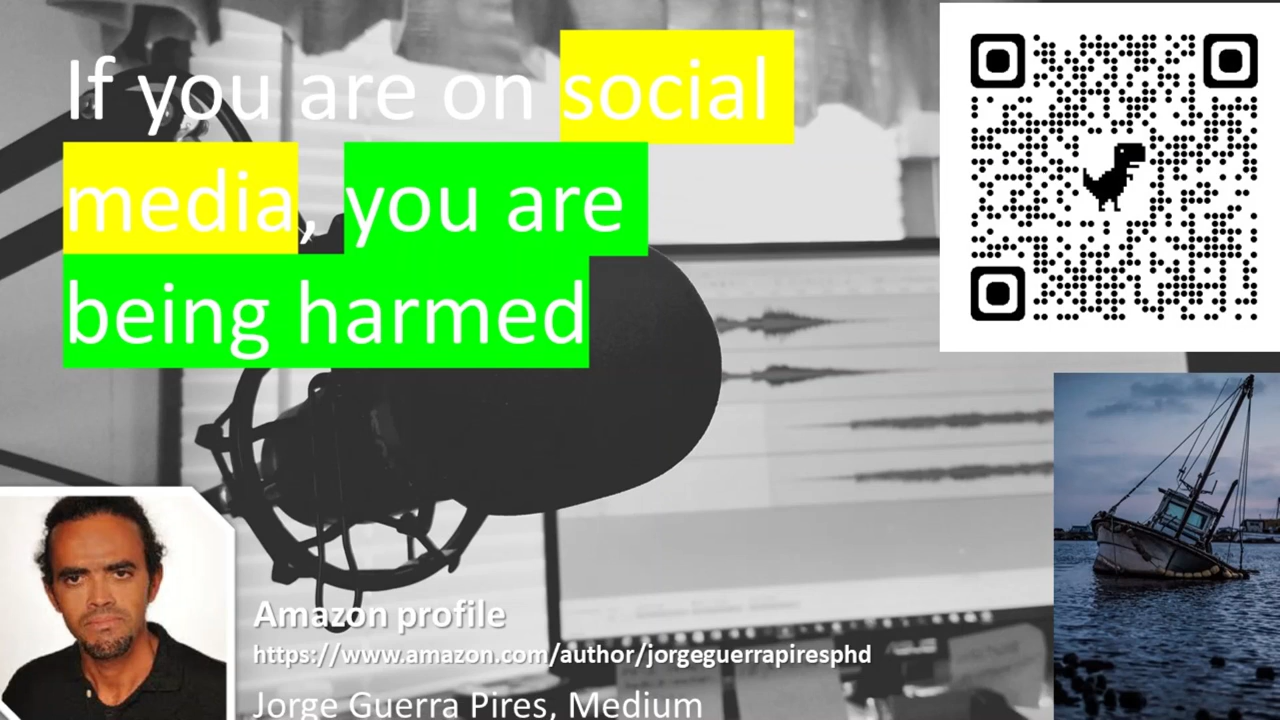 If you are on social
media, you are
being harmed
Amazon profile
https://www.amazon.com/author/jorgeguerrapiresphd
Jorge Guerra Pires, Medium